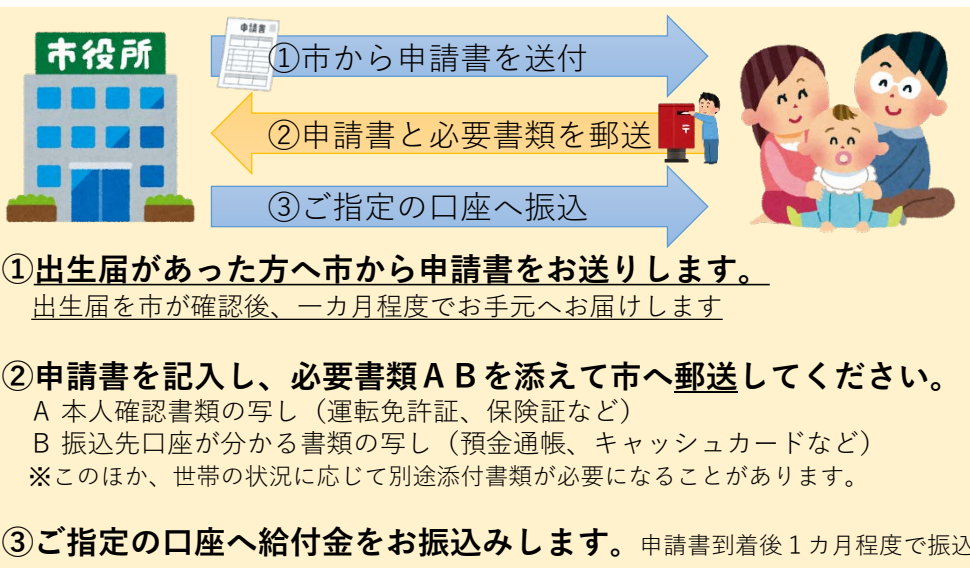 市役所
申請書
①市から申請書を送付
②申請書と必要書類を郵送
③ご指定の口座へ振込
①出生届があった方へ市から申請書をお送りします。
出生届を市が確認後、一カ月程度でお手元へお届けします
②申請書を記入し、必要書類ＡＢを添えて市へ郵送してください。
A 本人確認書類の写し（運転免許証、保険証など）
B 振込先口座が分かる書類の写し（預金通帳、キャッシュカードなど）
※このほか、世帯の状況に応じて別途添付書類が必要になることがあります。
③ご指定の口座へ給付金をお振込みします。申請書到着後１カ月程度で振込